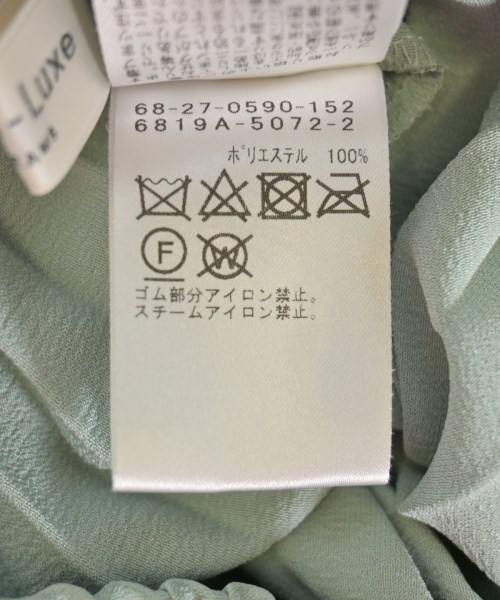 -Luxe
68-27-0590-152
6819A-5072-2
ポリエステル 100%
F
W
ゴム部分アイロン禁止。
スチームアイロン禁止。